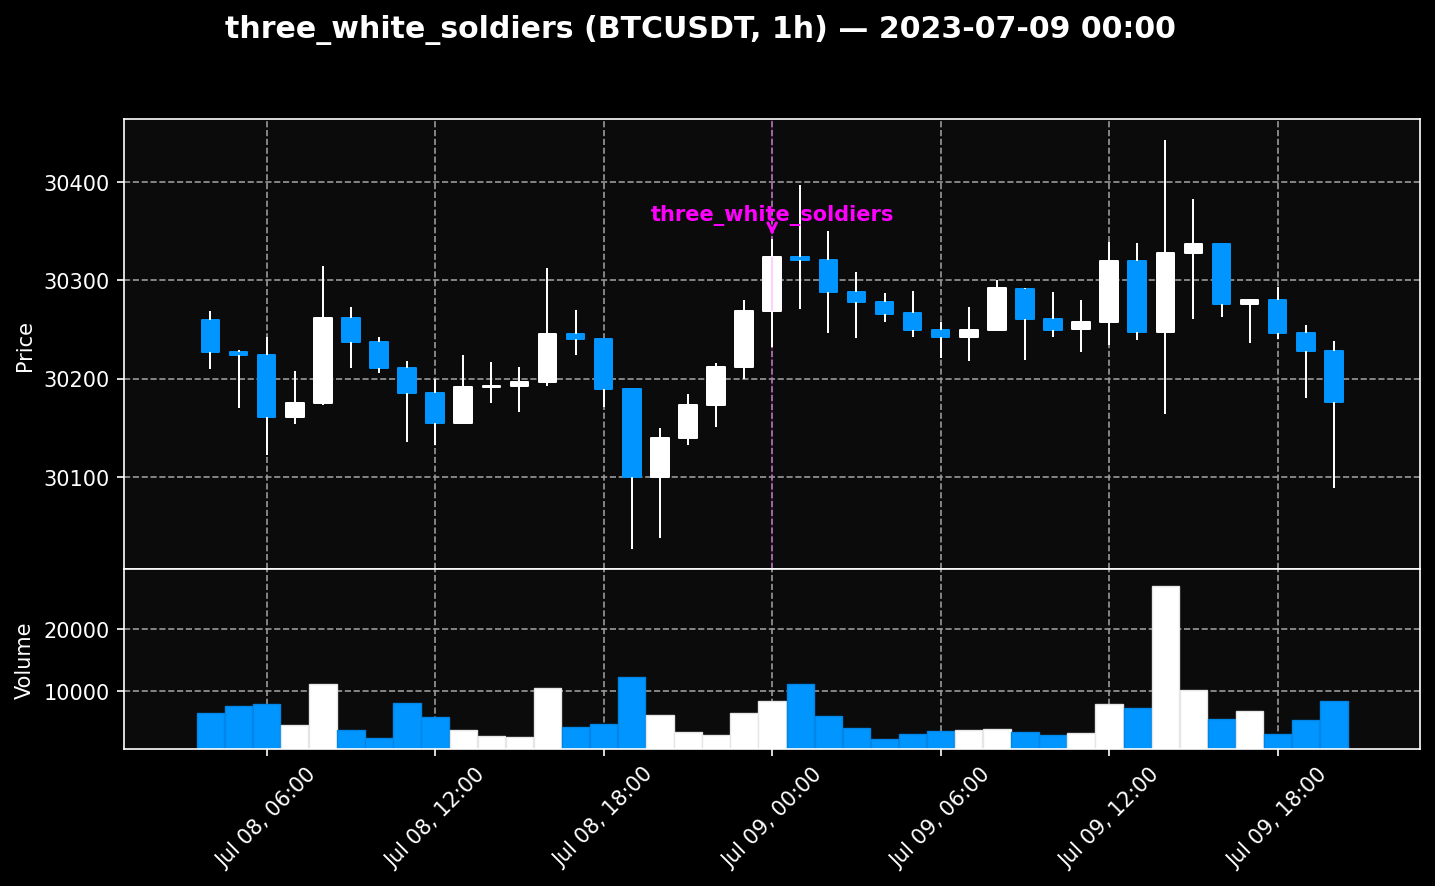 three_white_soldiers (BTCUSDT, 1h) — 2023-07-09 00:00
Price
30400
30300
30200
30100
three_white_soldiers
Volume
20000
10000
Jul 08, 06:00
Jul 08, 12:00
Jul 08, 18:00
Jul 09, 00:00
Jul 09, 06:00
Jul 09, 12:00
Jul 09, 18:00